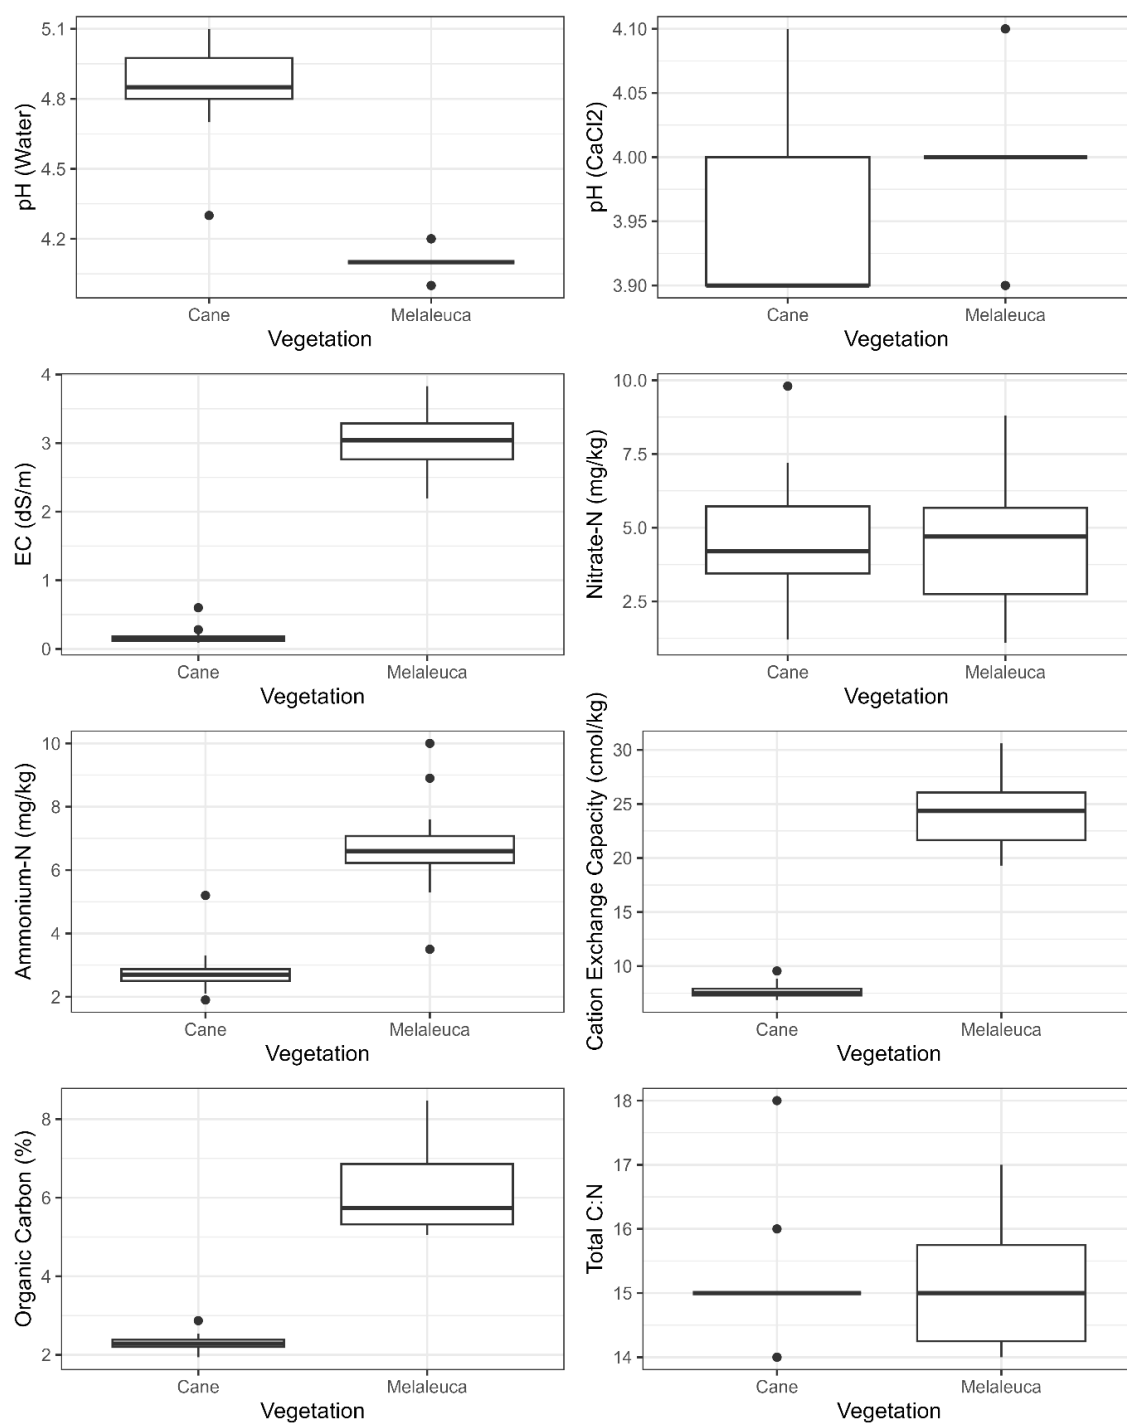 pH (Water)
5.1
4.8
4.5
4.2
Cane Melaleuca
Vegetation
pH (CaCl2)
4.10
4.05
4.00
3.95
3.90
Cane Melaleuca
Vegetation
EC (dS/m)
4
3
2
1
0
Cane Melaleuca
Vegetation
Nitrate-N (mg/kg)
10.0
7.5
5.0
2.5
Cane Melaleuca
Vegetation
Ammonium-N (mg/kg)
10
8
6
4
2
Cane Melaleuca
Vegetation
Cation Exchange Capacity (cmol/kg)
30
25
20
15
10
Cane Melaleuca
Vegetation
Organic Carbon (%)
8
6
4
2
Cane Melaleuca
Vegetation
Total C:N
18
17
16
15
14
Cane Melaleuca
Vegetation